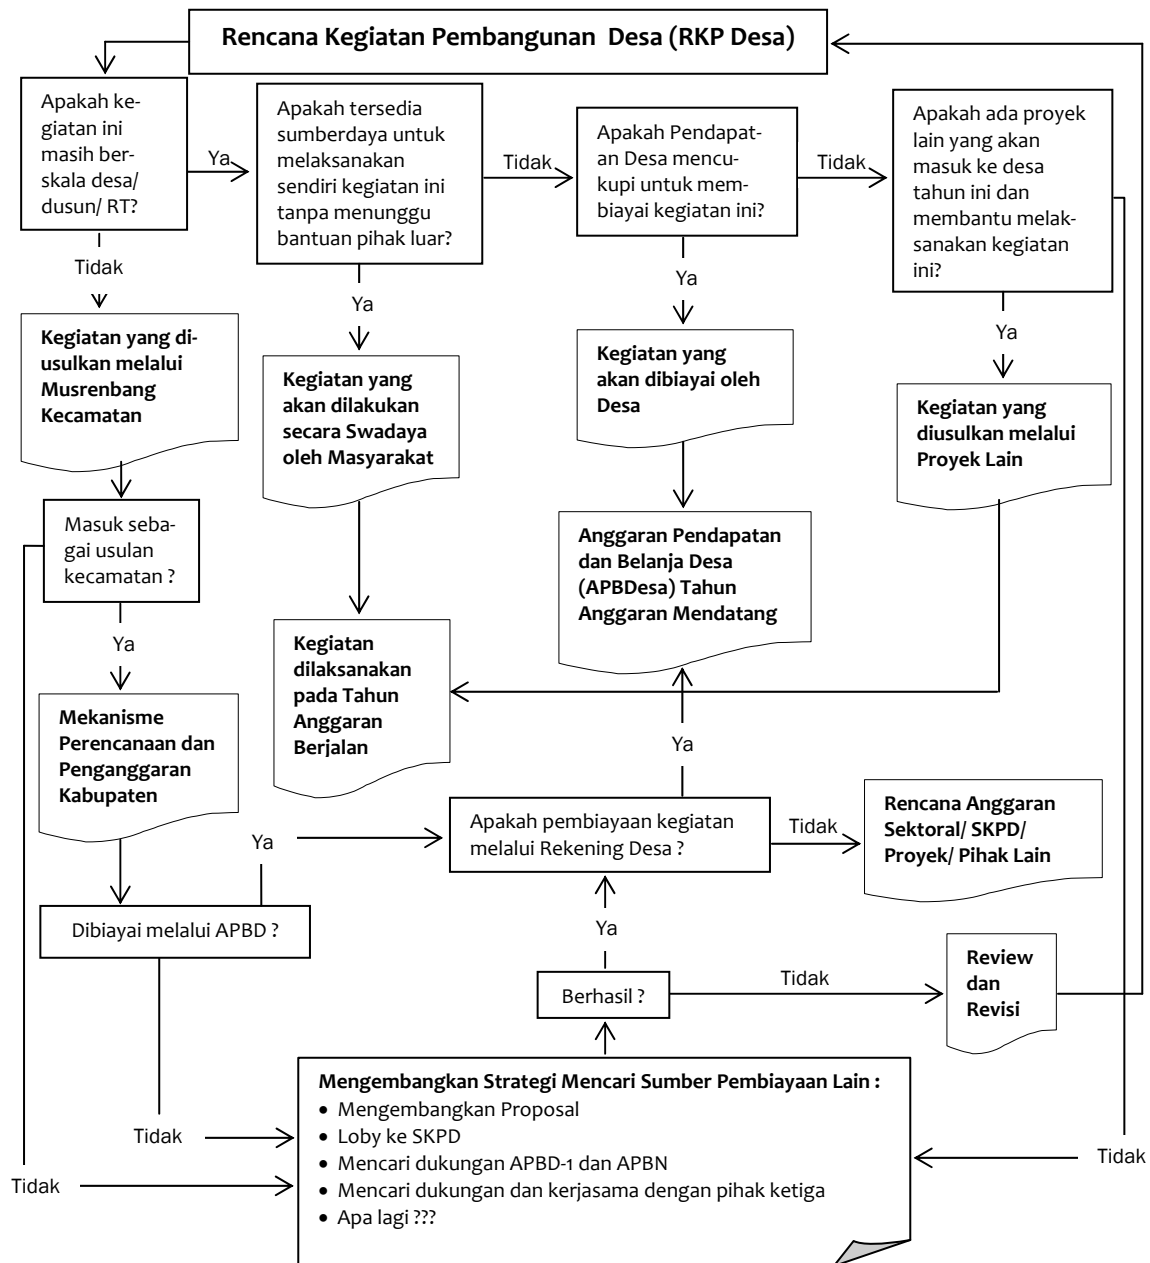 Rencana Kegiatan Pembangunan Desa (RKP Desa)
Apakah ke-
giatan ini
masih ber-
skala desa/
dusun/ RT?
Ya
Apakah tersedia
sumberdaya untuk
melaksanakan
sendiri kegiatan ini
tanpa menunggu
bantuan pihak luar?
Tidak
Apakah Pendapat-
an Desa mencu-
kupi untuk mem-
biayai kegiatan ini?
Tidak
Apakah ada proyek
lain yang akan
masuk ke desa
tahun ini dan
membantu melak-
sanakan kegiatan
ini?
Tidak
Ya
Ya
Ya
Kegiatan yang di-
usulkan melalui
Musrenbang
Kecamatan
Kegiatan yang
akan dilakukan
secara Swadaya
oleh Masyarakat
Kegiatan yang
akan dibiayai oleh
Desa
Kegiatan yang
diusulkan melalui
Proyek Lain
Masuk seba-
gai usulan
kecamatan ?
Anggaran Pendapatan
dan Belanja Desa
(APBDesa) Tahun
Anggaran Mendatang
Ya
Kegiatan
dilaksanakan
pada Tahun
Anggaran
Berjalan
Mekanisme
Perencanaan dan
Penganggaran
Kabupaten
Ya
Ya
Apakah pembiayaan kegiatan
melalui Rekening Desa ?
Tidak
Rencana Anggaran
Sektoral/ SKPD/
Proyek/ Pihak Lain
Dibiayai melalui APBD ?
Ya
Berhasil ?
Tidak
Review
dan
Revisi
Mengembangkan Strategi Mencari Sumber Pembiayaan Lain :
• Mengembangkan Proposal
• Loby ke SKPD
• Mencari dukungan APBD-1 dan APBN
• Mencari dukungan dan kerjasama dengan pihak ketiga
• Apa lagi ???
Tidak
Tidak
Tidak